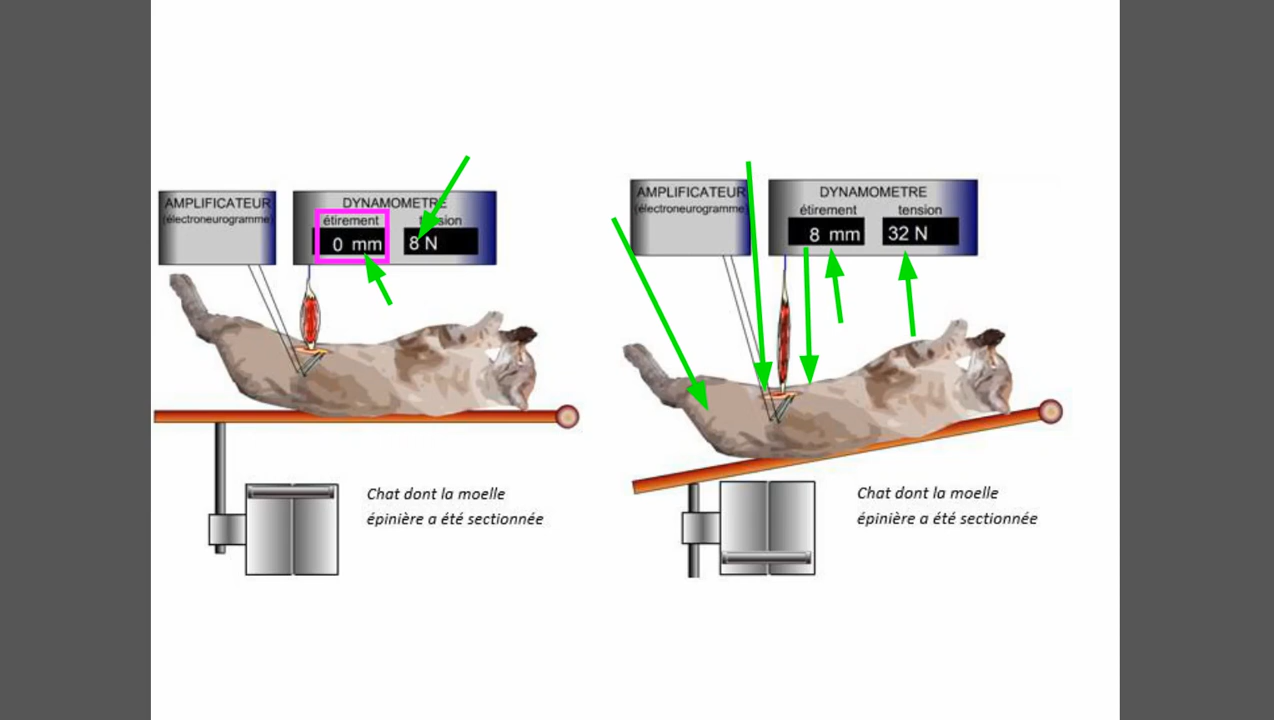 AMPLIFICATEUR
(électroneurogramme)
DYNAMOMETRE
étirement
tension
0 mm
8 N
Chat dont la moelle
épinière a été sectionnée
AMPLIFICATEUR
(électroneurogramme)
DYNAMOMETRE
étirement
tension
8 mm
32 N
Chat dont la moelle
épinière a été sectionnée